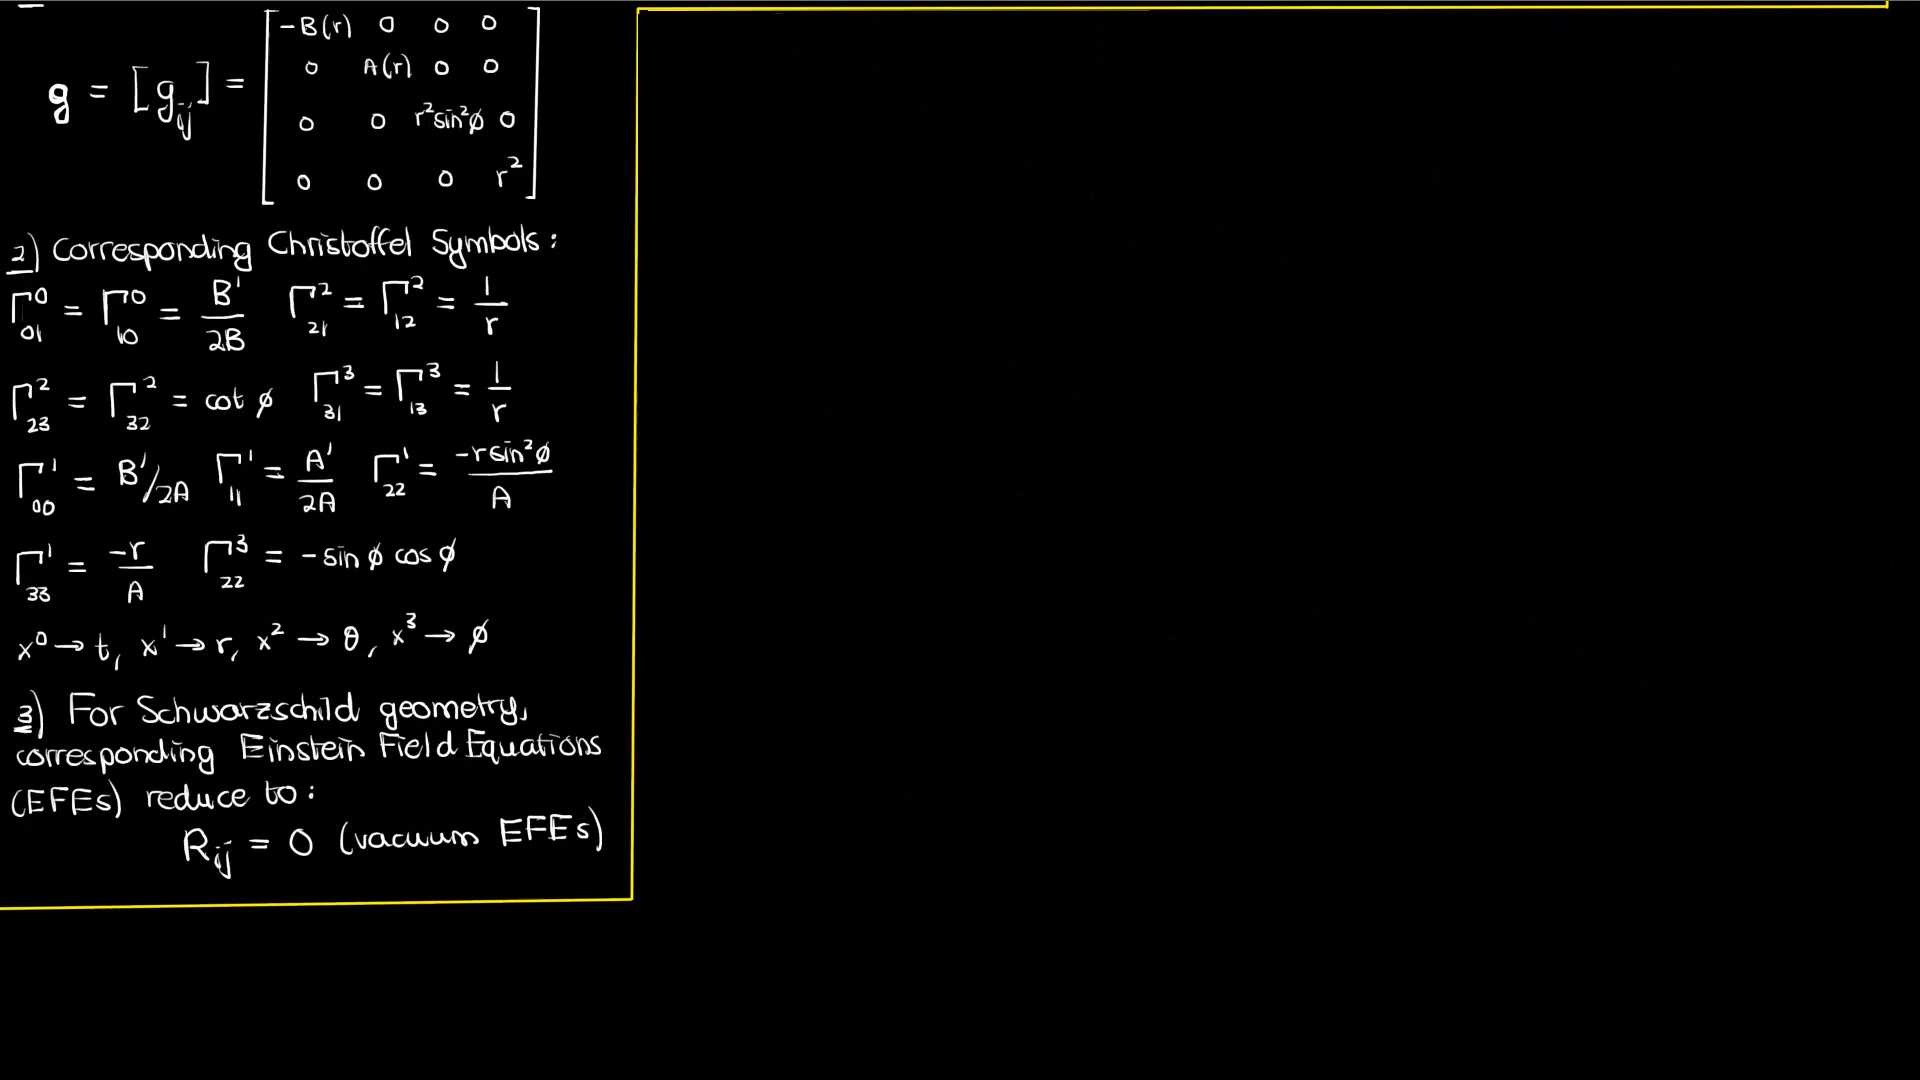 g = [g_ij] = [ -B(r) 0 0 0
0 A(r) 0 0
0 0 r² sin²ø 0
0 0 0 r² ]
2) Corresponding Christoffel Symbols:
Γ⁰₀₁ = Γ⁰₁₀ = B'/2B Γ²₂₁ = Γ²₁₂ = 1/r
Γ²₂₃ = Γ²₃₂ = cot ø Γ³₃₁ = Γ³₁₃ = 1/r
Γ¹₀₀ = B'/2A Γ¹₁₁ = A'/2A Γ¹₂₂ = -r sin²ø/A
Γ¹₃₃ = -r/A Γ³₂₂ = -sin ø cos ø
x⁰ → t, x¹ → r, x² → θ, x³ → ø
3) For Schwarzschild geometry,
corresponding Einstein Field Equations
(EFEs) reduce to:
R_ij = 0 (vacuum EFEs)